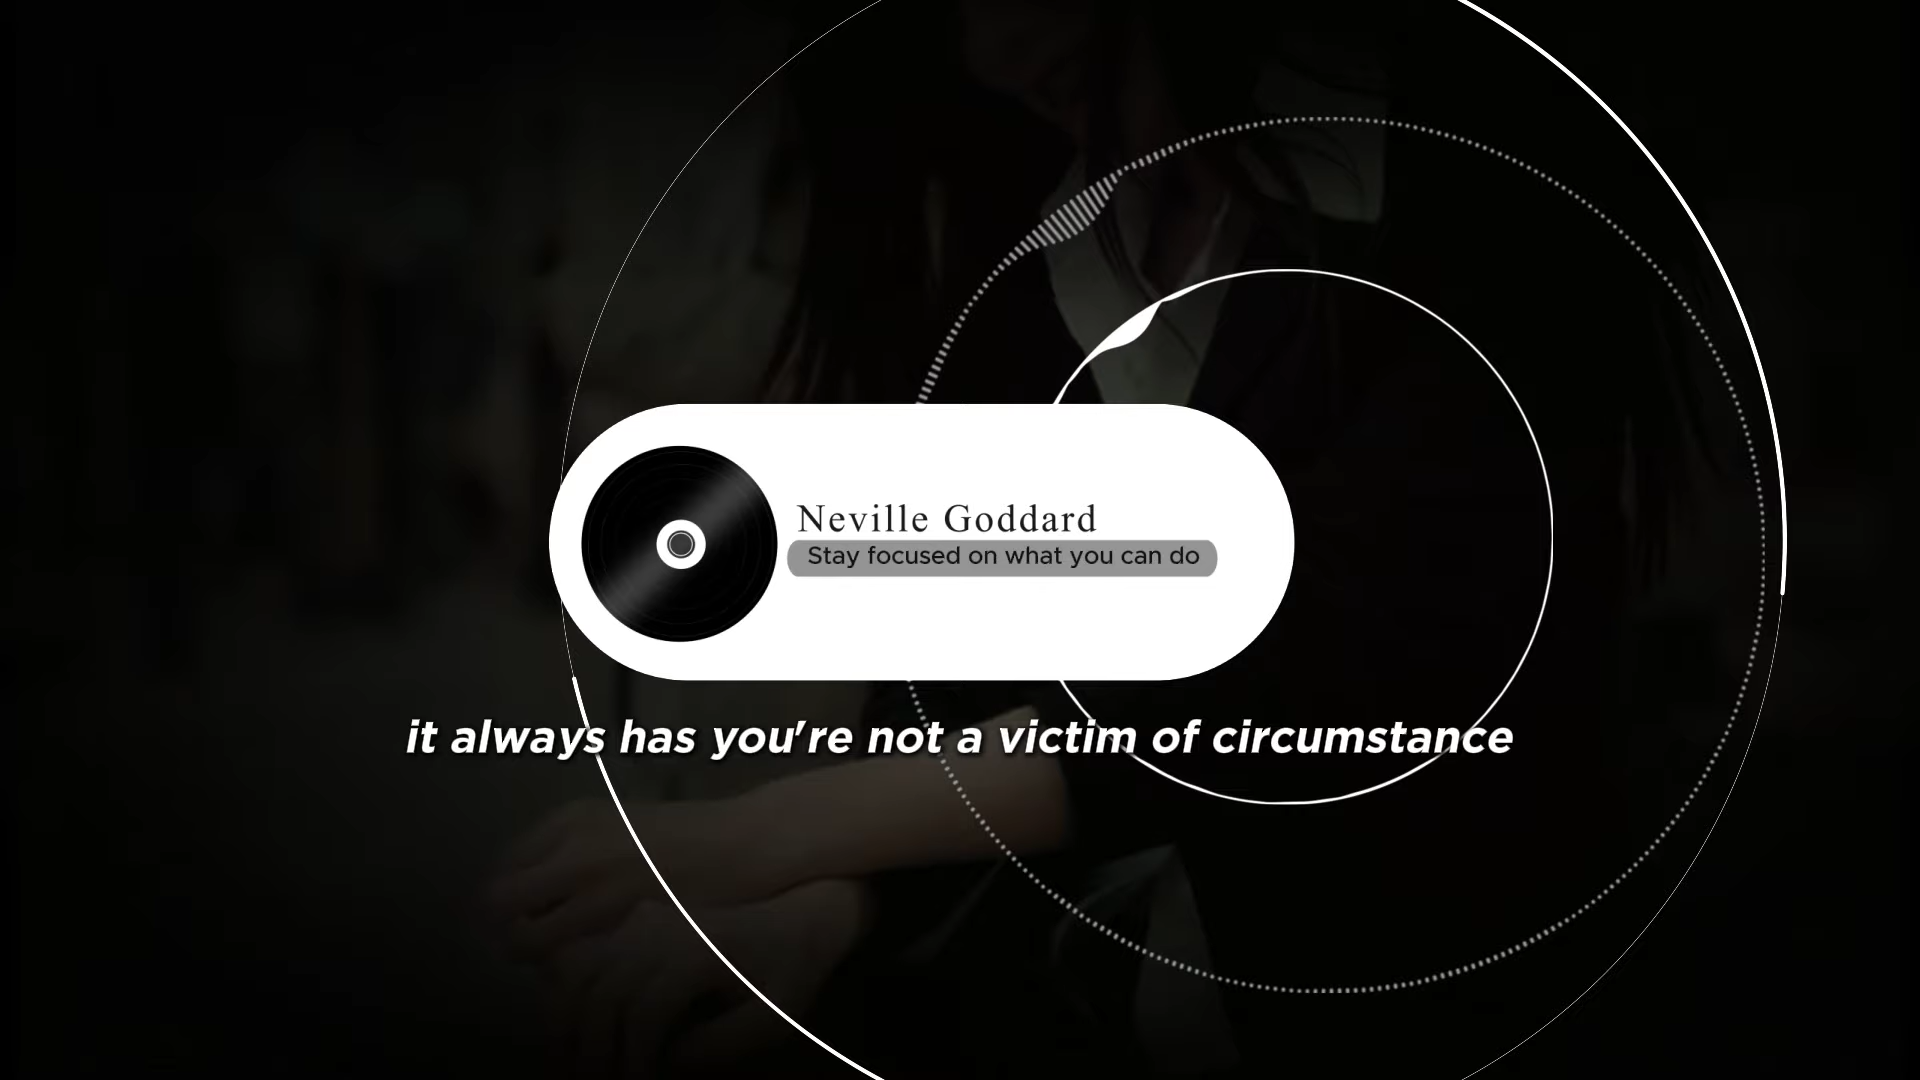 Neville Goddard
Stay focused on what you can do
it always has you're not a victim of circumstance